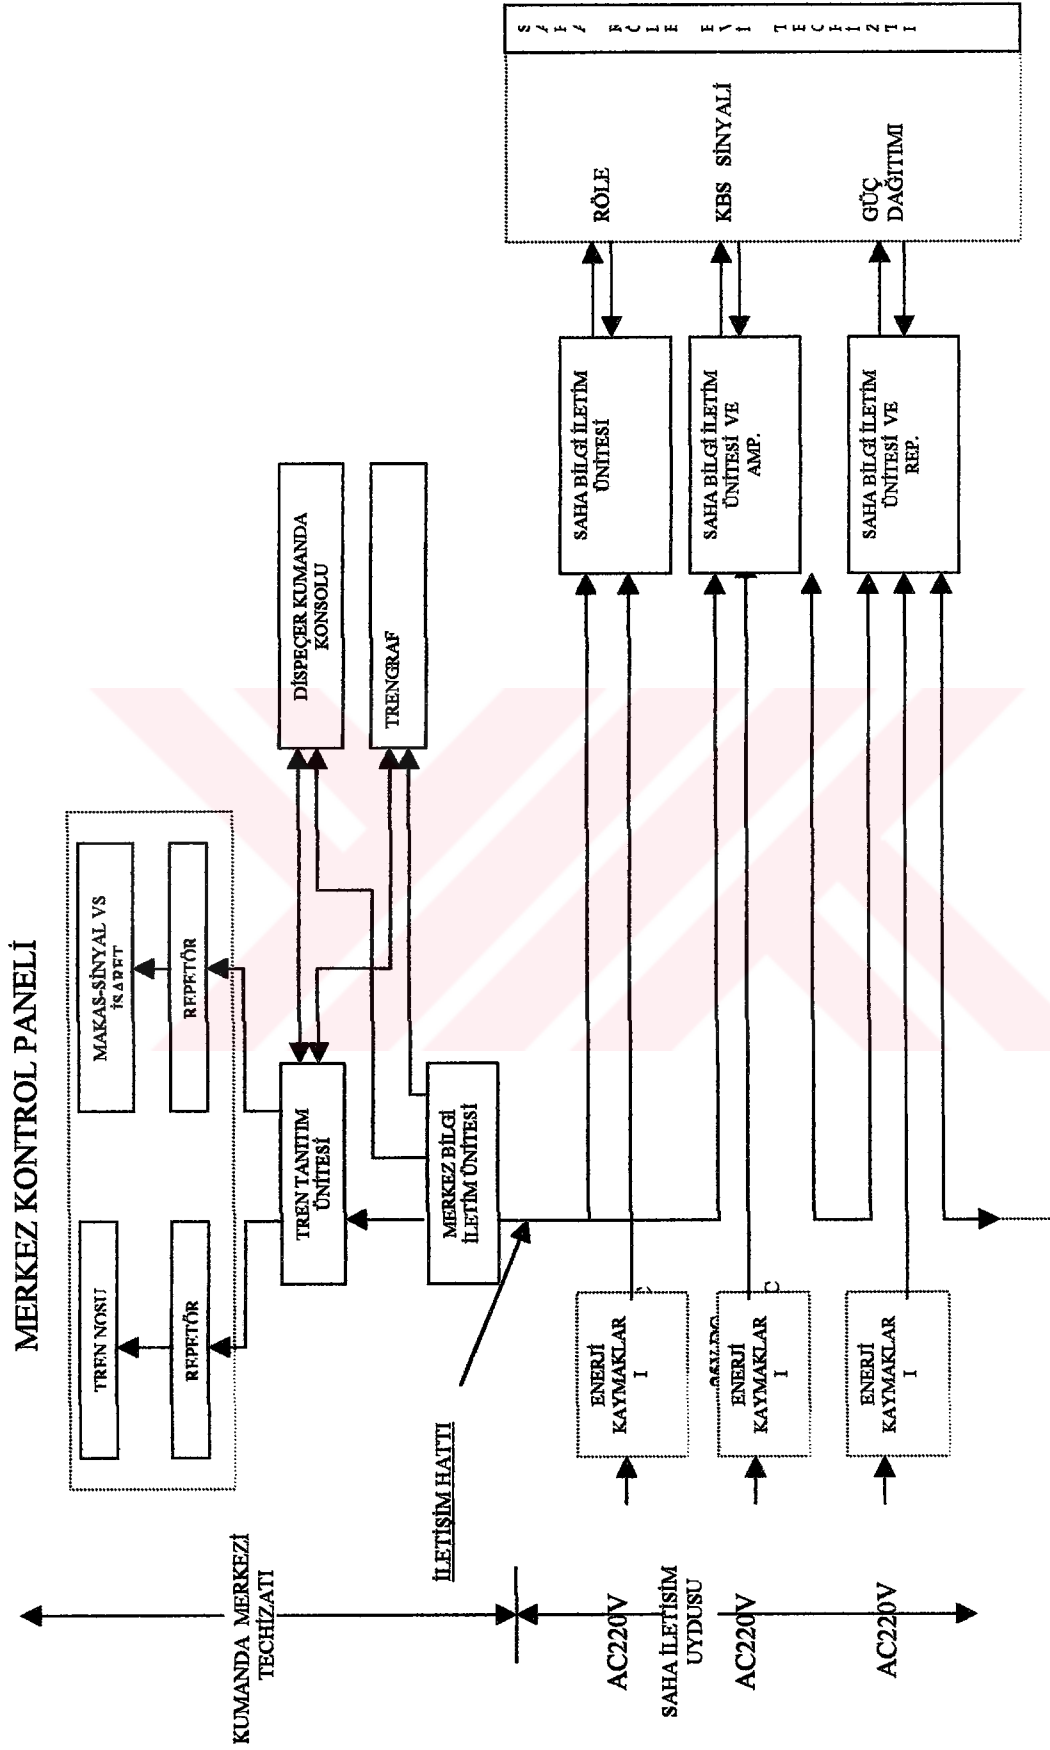 MERKEZ KONTROL PANELİ
TREN NOSU
REPETÖR
MAKAS-SİNYAL VS
İŞARET
REPETÖR
TREN TANITIM
ÜNİTESİ
DİSPEÇER KUMANDA
KONSOLU
TRENGRAF
MERKEZ BİLGİ
İLETİM ÜNİTESİ
KUMANDA MERKEZİ
TECHİZATI
İLETİŞİM HATTI
SAHA İLETİSİM
UYDUSU
AC220V
ENERJİ
KAYMAKLAR
I
SAHA BİLGİ İLETİM
ÜNİTESİ
RÖLE
AC220V
ENERJİ
KAYMAKLAR
I
SAHA BİLGİ İLETİM
ÜNİTESİ VE
AMP.
KBS SİNYALİ
AC220V
ENERJİ
KAYMAKLAR
I
SAHA BİLGİ İLETİM
ÜNİTESİ VE
REP.
GÜÇ
DAĞITIMI